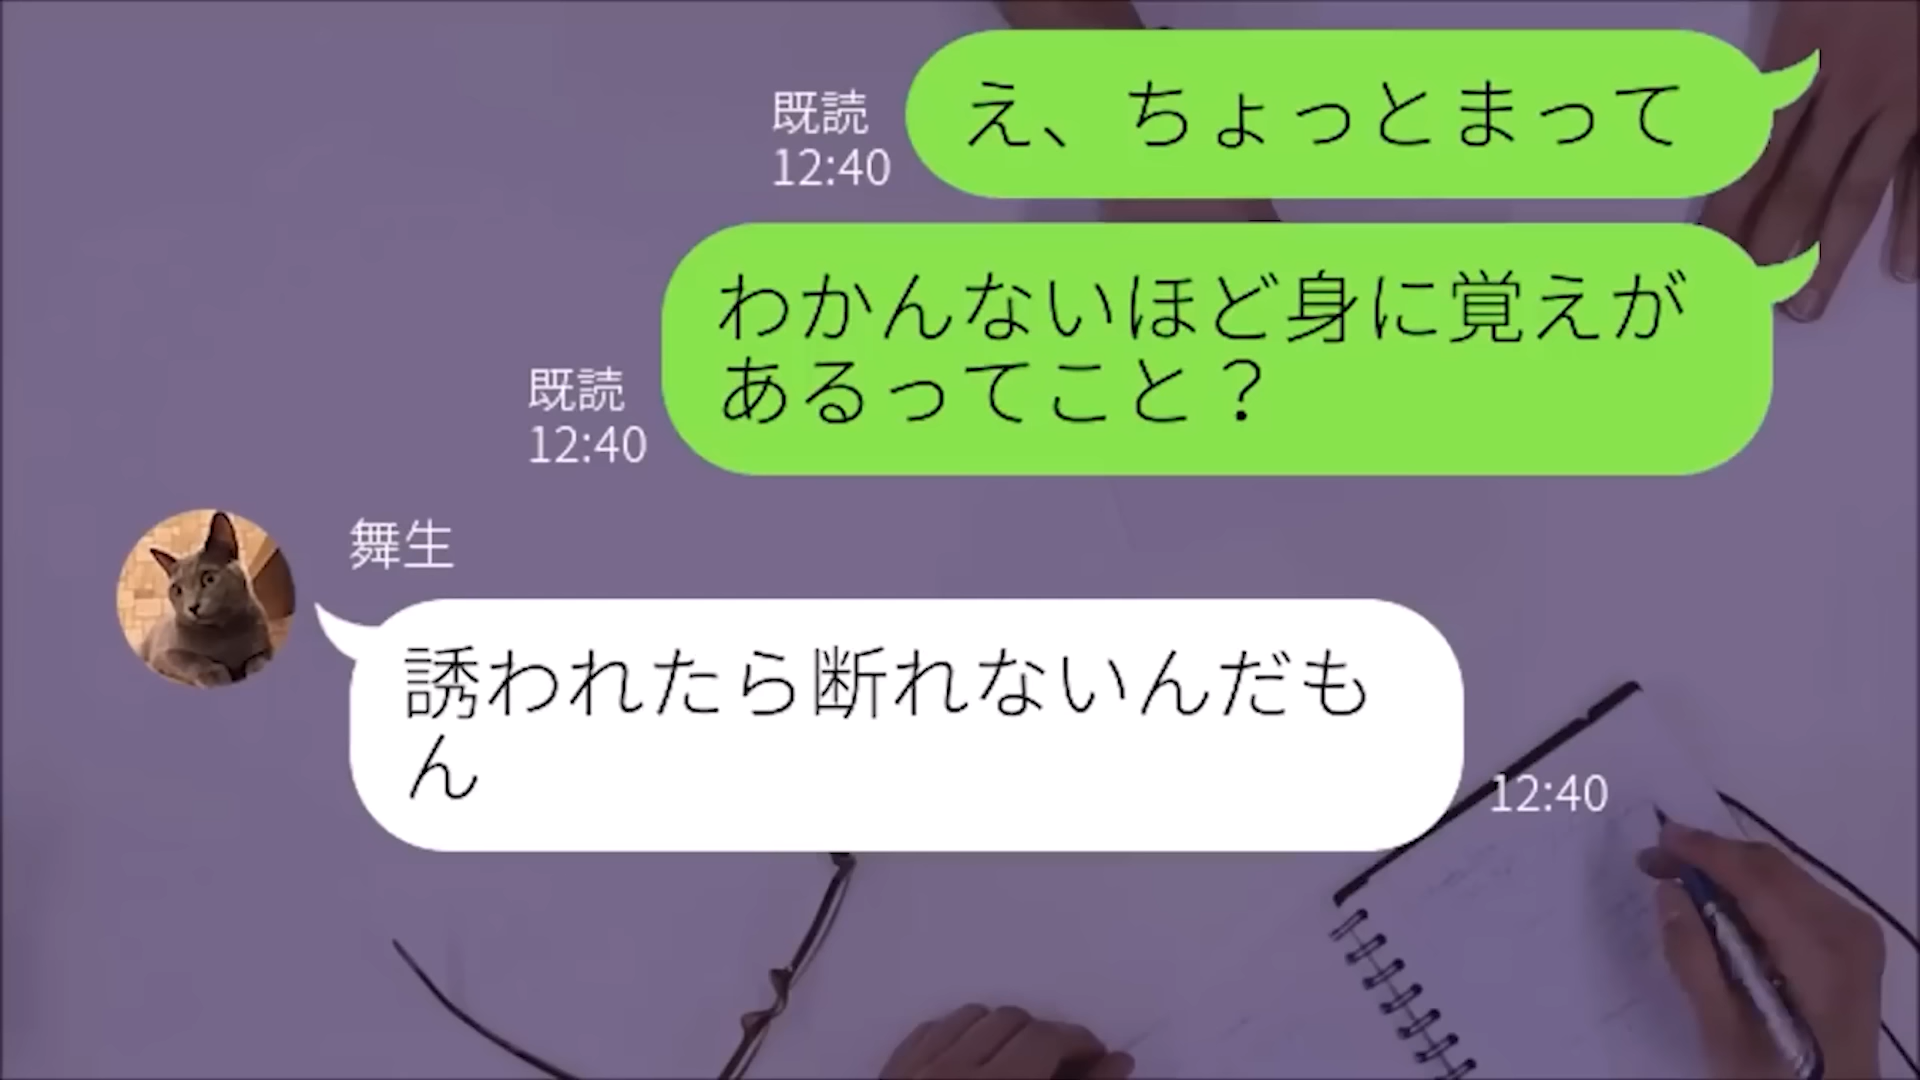 え、ちょっとまって
既読
12:40
わかんないほど身に覚えが
あるってこと？
既読
12:40
舞生
誘われたら断れないんだも
ん
12:40